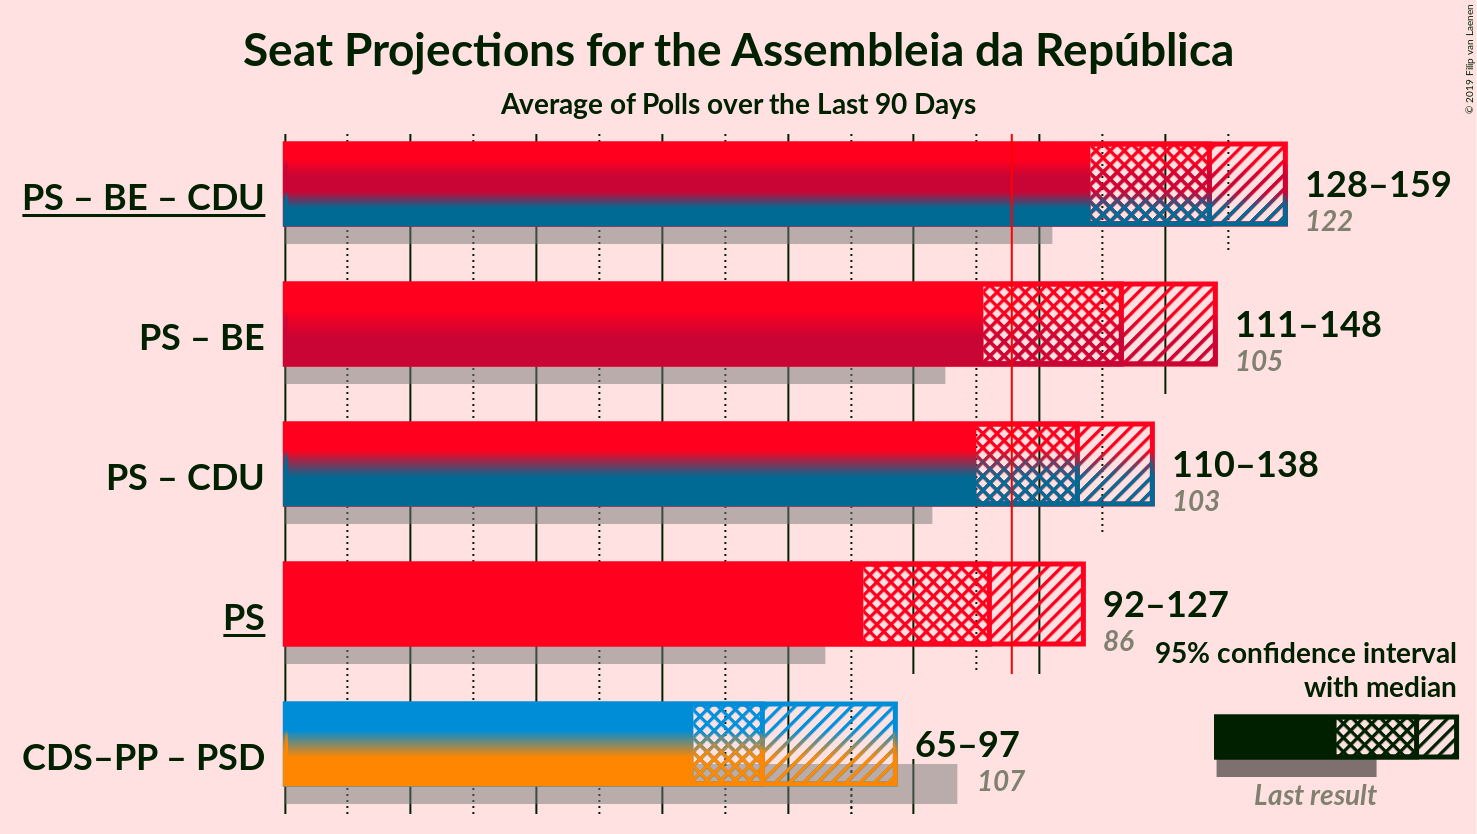 Seat Projections for the Assembleia da República
Average of Polls over the Last 90 Days
© 2019 Filip van Laenen
PS – BE – CDU
128–159
122
PS – BE
111–148
105
PS – CDU
110–138
103
PS
92–127
86
CDS–PP – PSD
65–97
107
95% confidence interval
with median
Last result